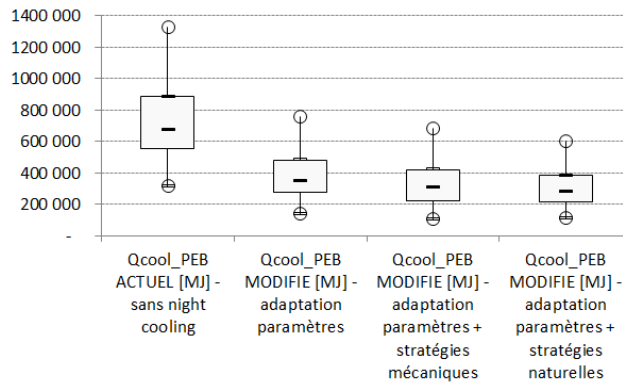 1400 000
1200 000
1000 000
800 000
600 000
400 000
200 000
-
Qcool_PEB
ACTUEL [MJ] -
sans night
cooling
Qcool_PEB
MODIFIE [MJ] -
adaptation
paramètres
Qcool_PEB
MODIFIE [MJ] -
adaptation
paramètres +
stratégies
mécaniques
Qcool_PEB
MODIFIE [MJ] -
adaptation
paramètres +
stratégies
naturelles